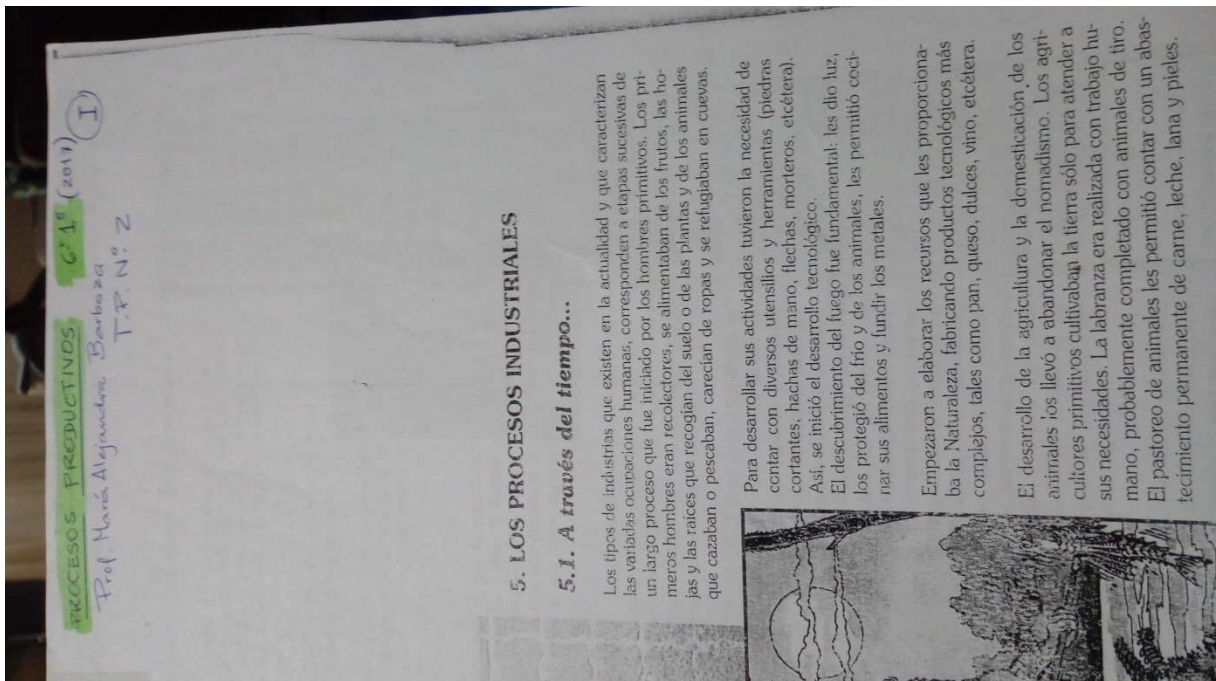 PROCESOS PRODUCTIVOS 6° 1° (2017) I
Prof. María Alejandra Barboza
T.P. N°: 2
5. LOS PROCESOS INDUSTRIALES
5.1. A través del tiempo...
Los tipos de industrias que existen en la actualidad y que caracterizan
las variadas ocupaciones humanas, corresponden a etapas sucesivas de
un largo proceso que fue iniciado por los hombres primitivos. Los pri-
meros hombres eran recolectores, se alimentaban de los frutos, las ho-
jas y las raíces que recogían del suelo o de las plantas y de los animales
que cazaban o pescaban, carecían de ropas y se refugiaban en cuevas.
Para desarrollar sus actividades tuvieron la necesidad de
contar con diversos utensilios y herramientas (piedras
cortantes, hachas de mano, flechas, morteros, etcétera).
Así, se inició el desarrollo tecnológico.
El descubrimiento del fuego fue fundamental: les dio luz,
los protegió del frío y de los animales, les permitió coci-
nar sus alimentos y fundir los metales.
Empezaron a elaborar los recursos que les proporciona-
ba la Naturaleza, fabricando productos tecnológicos más
complejos, tales como pan, queso, dulces, vino, etcétera.
El desarrollo de la agricultura y la domesticación de los
animales los llevó a abandonar el nomadismo. Los agri-
cultores primitivos cultivaban la tierra sólo para atender a
sus necesidades. La labranza era realizada con trabajo hu-
mano, probablemente completado con animales de tiro.
El pastoreo de animales les permitió contar con un abas-
tecimiento permanente de carne, leche, lana y pieles.